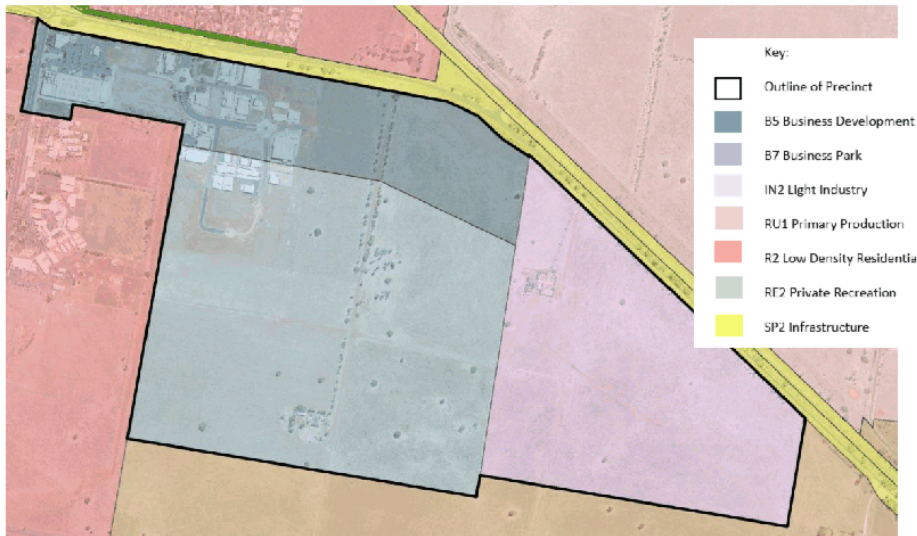 Key:
Outline of Precinct
B5 Business Development
B7 Business Park
IN2 Light Industry
RU1 Primary Production
R2 Low Density Residentia
RE2 Private Recreation
SP2 Infrastructure